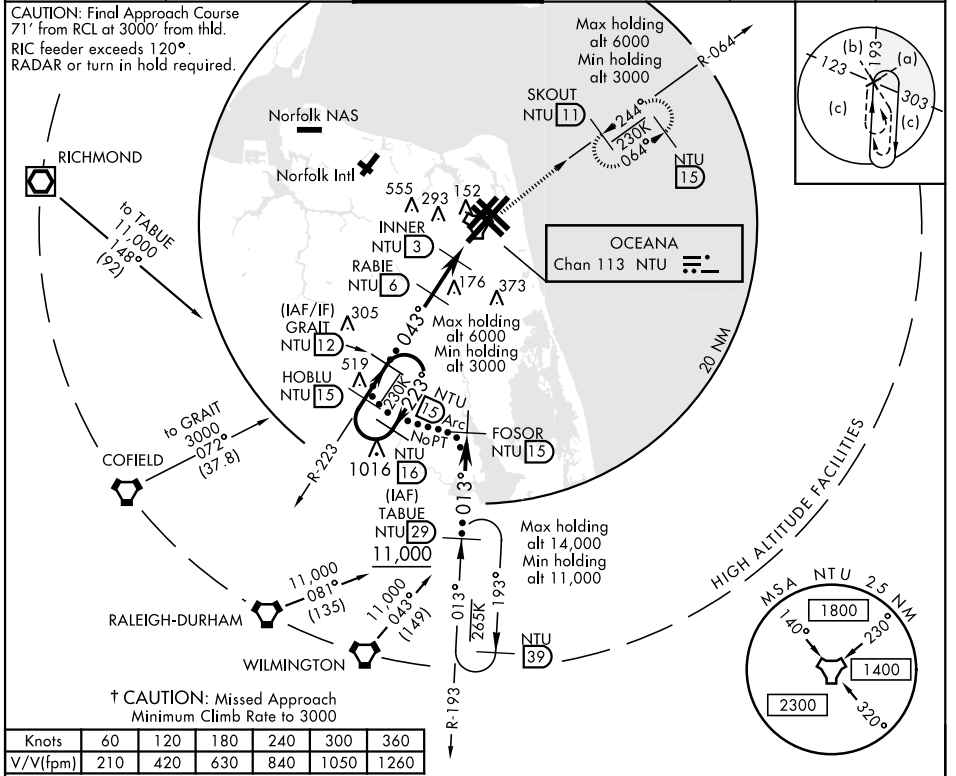 CAUTION: Final Approach Course
71' from RCL at 3000' from thld.
RIC feeder exceeds 120°.
RADAR or turn in hold required.
Max holding
alt 6000
Min holding
alt 3000
R-064
SKOUT
NTU 11
244°
230K
064°
NTU
15
(b)
193
(a)
123
303
(c)
(c)
Norfolk NAS
Norfolk Intl
RICHMOND
to TABUE
11,000
148°
(92)
555
293
152
INNER
NTU 3
RABIE
NTU 6
OCEANA
Chan 113 NTU
176
373
(IAF/IF)
GRAIT
NTU 12
305
043°
Max holding
alt 6000
Min holding
alt 3000
20 NM
HOBLU
NTU 15
519
230K
223°
NTU
15 Arc
NoPT
FOSOR
NTU 15
to GRAIT
3000
072°
(37.8)
COFIELD
R-223
1016
NTU
16
(IAF)
TABUE
NTU 29
11,000
013°
Max holding
alt 14,000
Min holding
alt 11,000
HIGH ALTITUDE FACILITIES
11,000
081°
(135)
RALEIGH-DURHAM
11,000
043°
(149)
WILMINGTON
013°
265K
193°
NTU
39
R-193
MSA NTU 25 NM
1800
140°
230°
1400
2300
320°
† CAUTION: Missed Approach
Minimum Climb Rate to 3000
Knots 60 120 180 240 300 360
V/V(fpm) 210 420 630 840 1050 1260